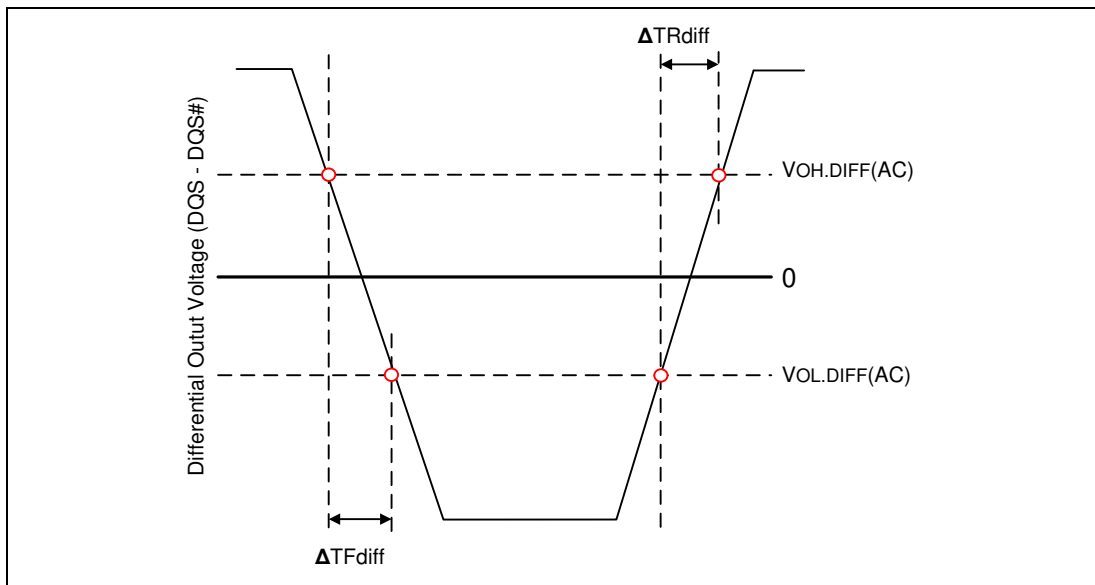 ΔTRdiff
Differential Outut Voltage (DQS - DQS#)
VOH.DIFF(AC)
0
VOL.DIFF(AC)
ΔTFdiff